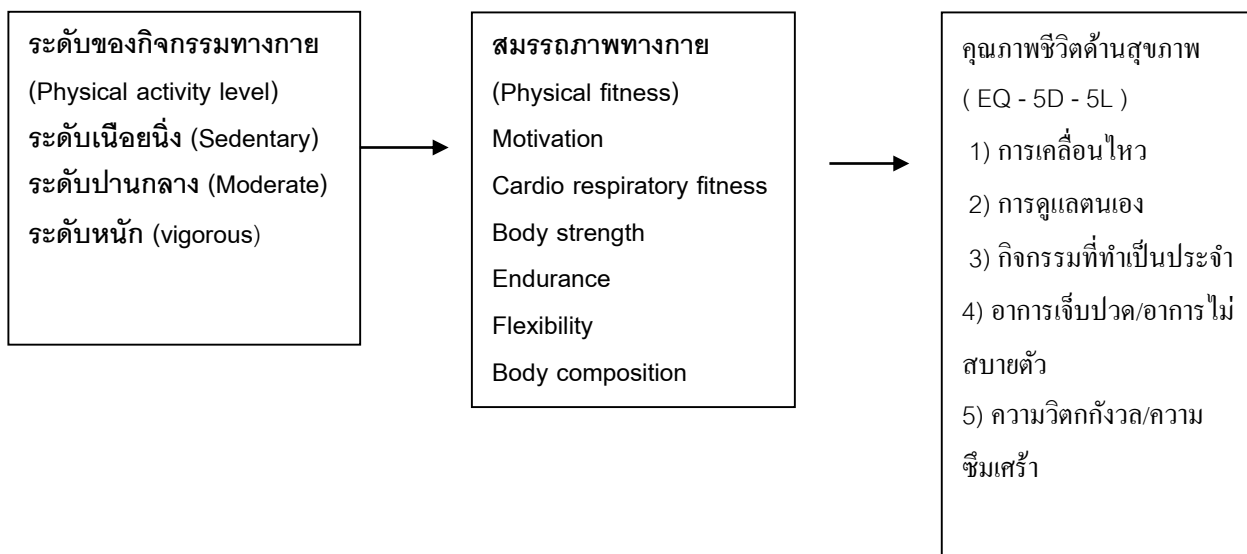 ระดับของกิจกรรมทางกาย
(Physical activity level)
ระดับเนือยนิ่ง (Sedentary)
ระดับปานกลาง (Moderate)
ระดับหนัก (vigorous)
สมรรถภาพทางกาย
(Physical fitness)
Motivation
Cardio respiratory fitness
Body strength
Endurance
Flexibility
Body composition
คุณภาพชีวิตด้านสุขภาพ
( EQ - 5D - 5L )
1) การเคลื่อนไหว
2) การดูแลตนเอง
3) กิจกรรมที่ทำเป็นประจำ
4) อาการเจ็บปวด/อาการไม่
สบายตัว
5) ความวิตกกังวล/ความ
ซึมเศร้า